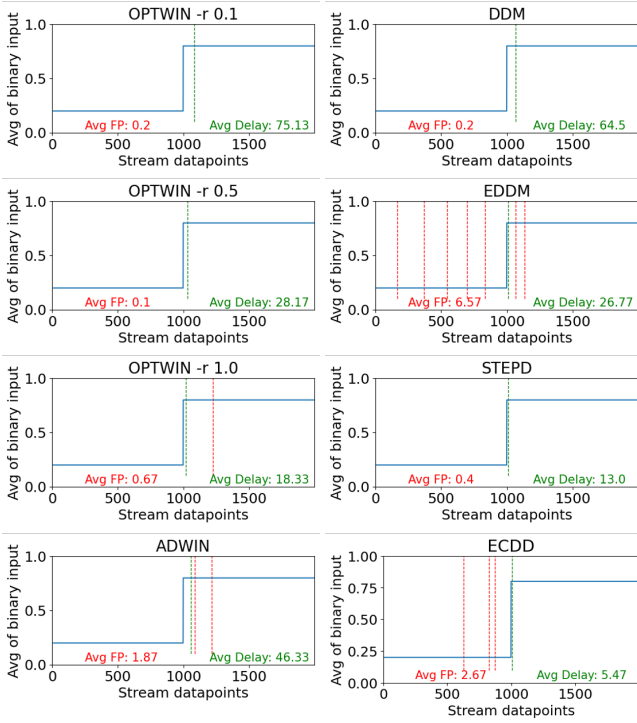 OPTWIN -r 0.1
Avg of binary input
1.0
0.5
0.0
Avg FP: 0.2
Avg Delay: 75.13
0 500 1000 1500
Stream datapoints
DDM
Avg of binary input
1.0
0.5
0.0
Avg FP: 0.2
Avg Delay: 64.5
0 500 1000 1500
Stream datapoints
OPTWIN -r 0.5
Avg of binary input
1.0
0.5
0.0
Avg FP: 0.1
Avg Delay: 28.17
0 500 1000 1500
Stream datapoints
EDDM
Avg of binary input
1.0
0.5
0.0
Avg FP: 6.57
Avg Delay: 26.77
0 500 1000 1500
Stream datapoints
OPTWIN -r 1.0
Avg of binary input
1.0
0.5
0.0
Avg FP: 0.67
Avg Delay: 18.33
0 500 1000 1500
Stream datapoints
STEPD
Avg of binary input
1.0
0.5
0.0
Avg FP: 0.4
Avg Delay: 13.0
0 500 1000 1500
Stream datapoints
ADWIN
Avg of binary input
1.0
0.5
0.0
Avg FP: 1.87
Avg Delay: 46.33
0 500 1000 1500
Stream datapoints
ECDD
Avg of binary input
1.00
0.75
0.50
0.25
0.00
Avg FP: 2.67
Avg Delay: 5.47
0 500 1000 1500
Stream datapoints